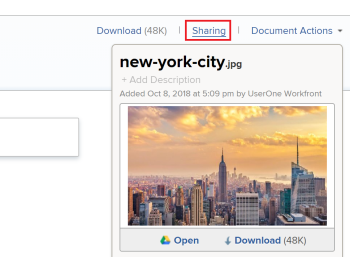 Download (48K) | Sharing | Document Actions
new-york-city.jpg
+ Add Description
Added Oct 8, 2018 at 5:09 pm by UserOne Workfront
Open Download (48K)